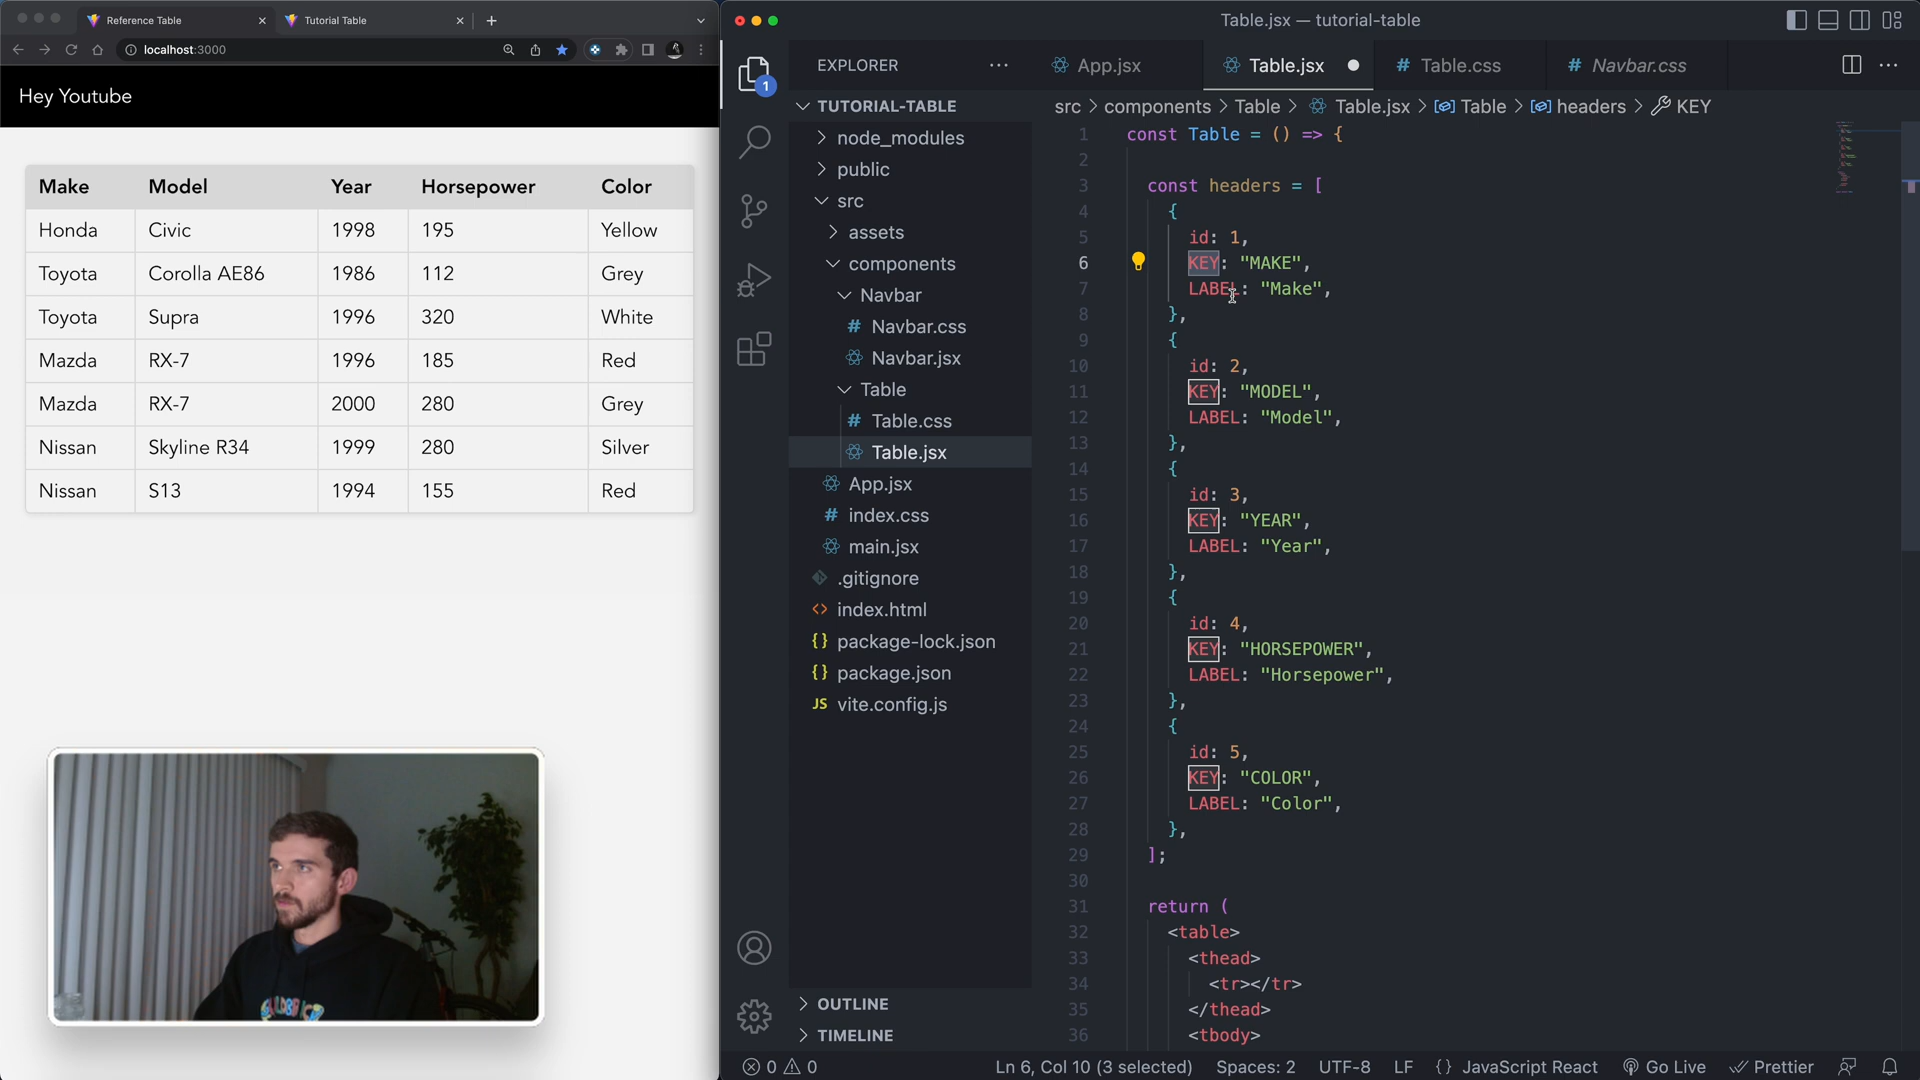 Reference Table
Tutorial Table
localhost:3000
Hey Youtube
Make Model Year Horsepower Color
Honda Civic 1998 195 Yellow
Toyota Corolla AE86 1986 112 Grey
Toyota Supra 1996 320 White
Mazda RX-7 1996 185 Red
Mazda RX-7 2000 280 Grey
Nissan Skyline R34 1999 280 Silver
Nissan S13 1994 155 Red
Table.jsx — tutorial-table
1
EXPLORER
TUTORIAL-TABLE
node_modules
public
src
assets
components
Navbar
# Navbar.css
Navbar.jsx
Table
# Table.css
Table.jsx
App.jsx
# index.css
main.jsx
.gitignore
<> index.html
{} package-lock.json
{} package.json
JS vite.config.js
OUTLINE
TIMELINE
App.jsx
Table.jsx
# Table.css
# Navbar.css
src > components > Table > Table.jsx > Table > headers > KEY
1 const Table = () => {
2
3 const headers = [
4 {
5 id: 1,
6 KEY: "MAKE",
7 LABEL: "Make",
8 },
9 {
10 id: 2,
11 KEY: "MODEL",
12 LABEL: "Model",
13 },
14 {
15 id: 3,
16 KEY: "YEAR",
17 LABEL: "Year",
18 },
19 {
20 id: 4,
21 KEY: "HORSEPOWER",
22 LABEL: "Horsepower",
23 },
24 {
25 id: 5,
26 KEY: "COLOR",
27 LABEL: "Color",
28 },
29 ];
30
31 return (
32 <table>
33 <thead>
34 <tr></tr>
35 </thead>
36 <tbody>
0 0 Ln 6, Col 10 (3 selected) Spaces: 2 UTF-8 LF {} JavaScript React Go Live Prettier